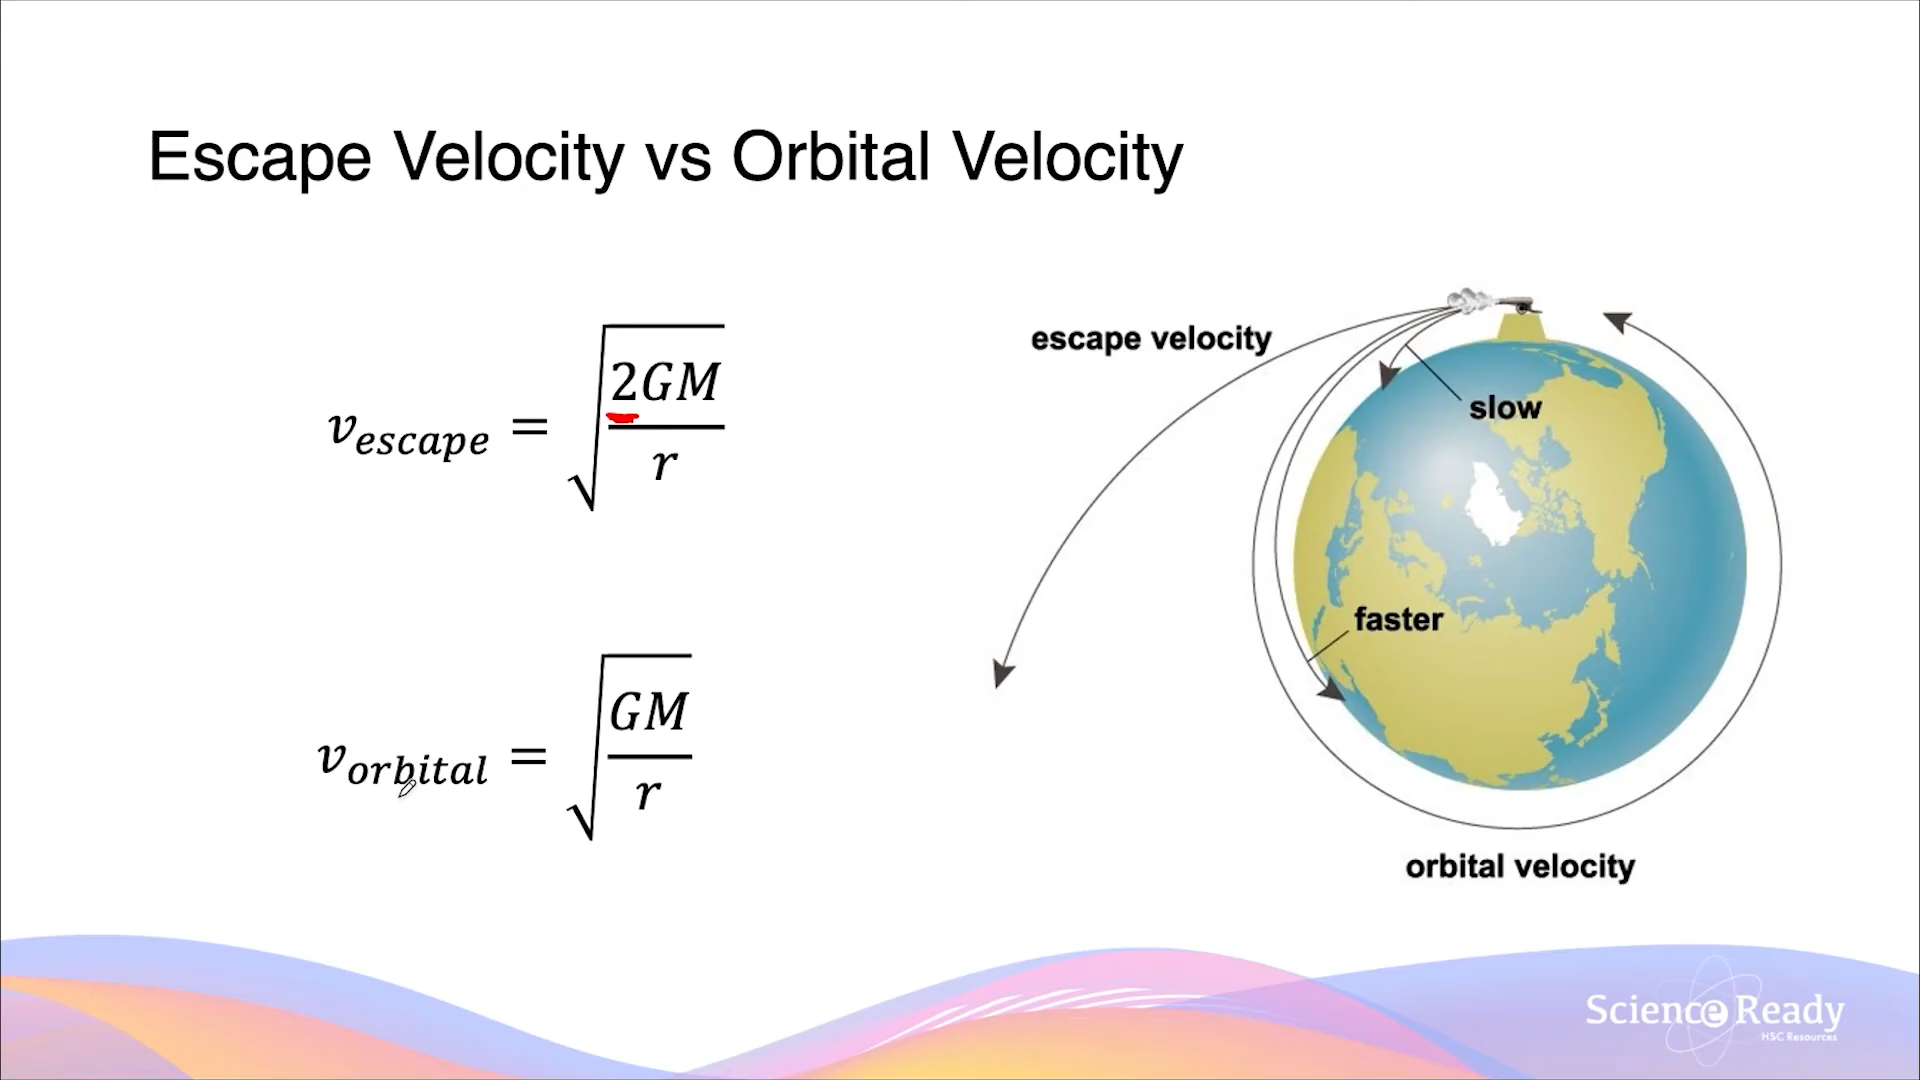 Escape Velocity vs Orbital Velocity
v_escape = √(2GM/r)
v_orbital = √(GM/r)
escape velocity
slow
faster
orbital velocity
Science Ready
HSC Resources